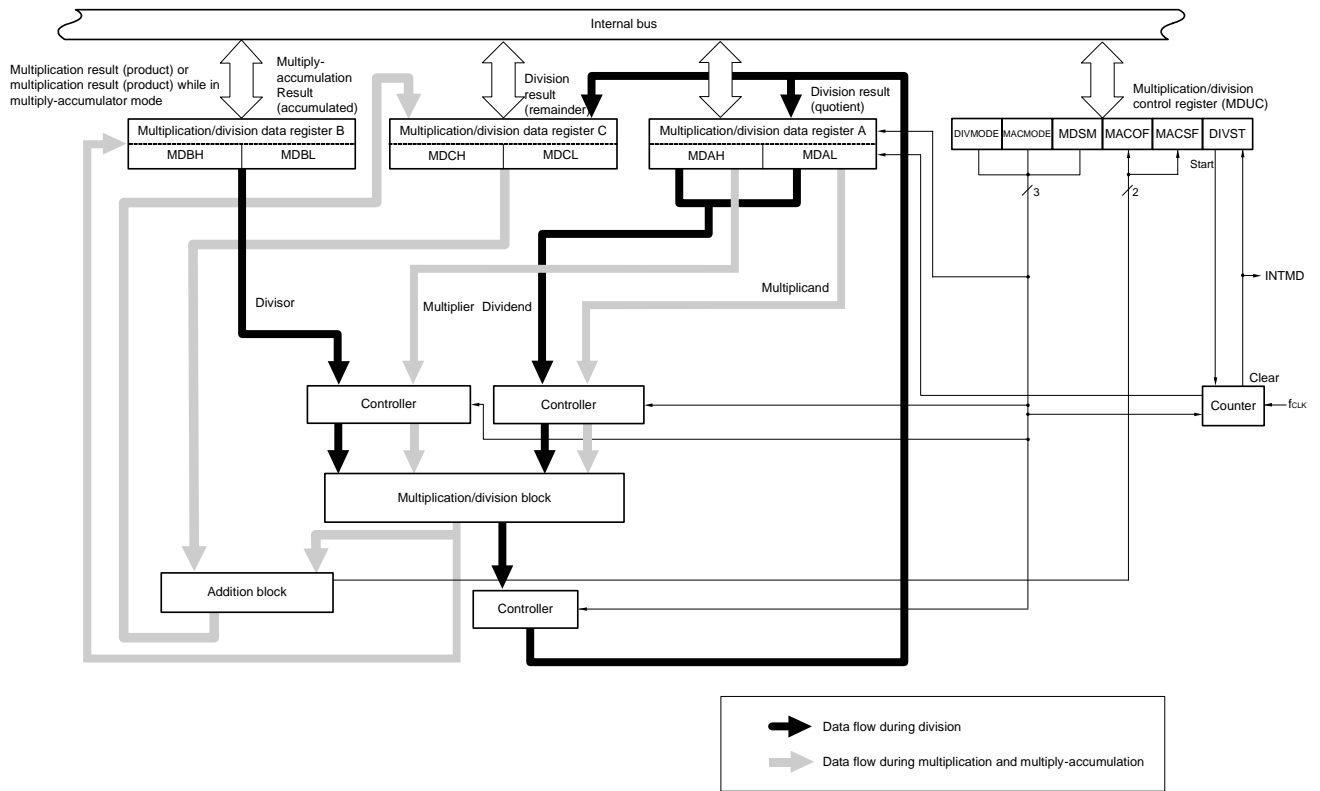 Internal bus
Multiplication result (product) or
multiplication result (product) while in
multiply-accumulator mode
Multiply-
accumulation
Result
(accumulated)
Division
result
(remainder)
Division result
(quotient)
Multiplication/division
control register (MDUC)
Multiplication/division data register B
MDBH
MDBL
Multiplication/division data register C
MDCH
MDCL
Multiplication/division data register A
MDAH
MDAL
DIVMODE
MACMODE
MDSM
MACOF
MACSF
DIVST
Start
3
2
INTMD
Divisor
Multiplier
Dividend
Multiplicand
Clear
Controller
Controller
Counter
fCLK
Multiplication/division block
Addition block
Controller
Data flow during division
Data flow during multiplication and multiply-accumulation